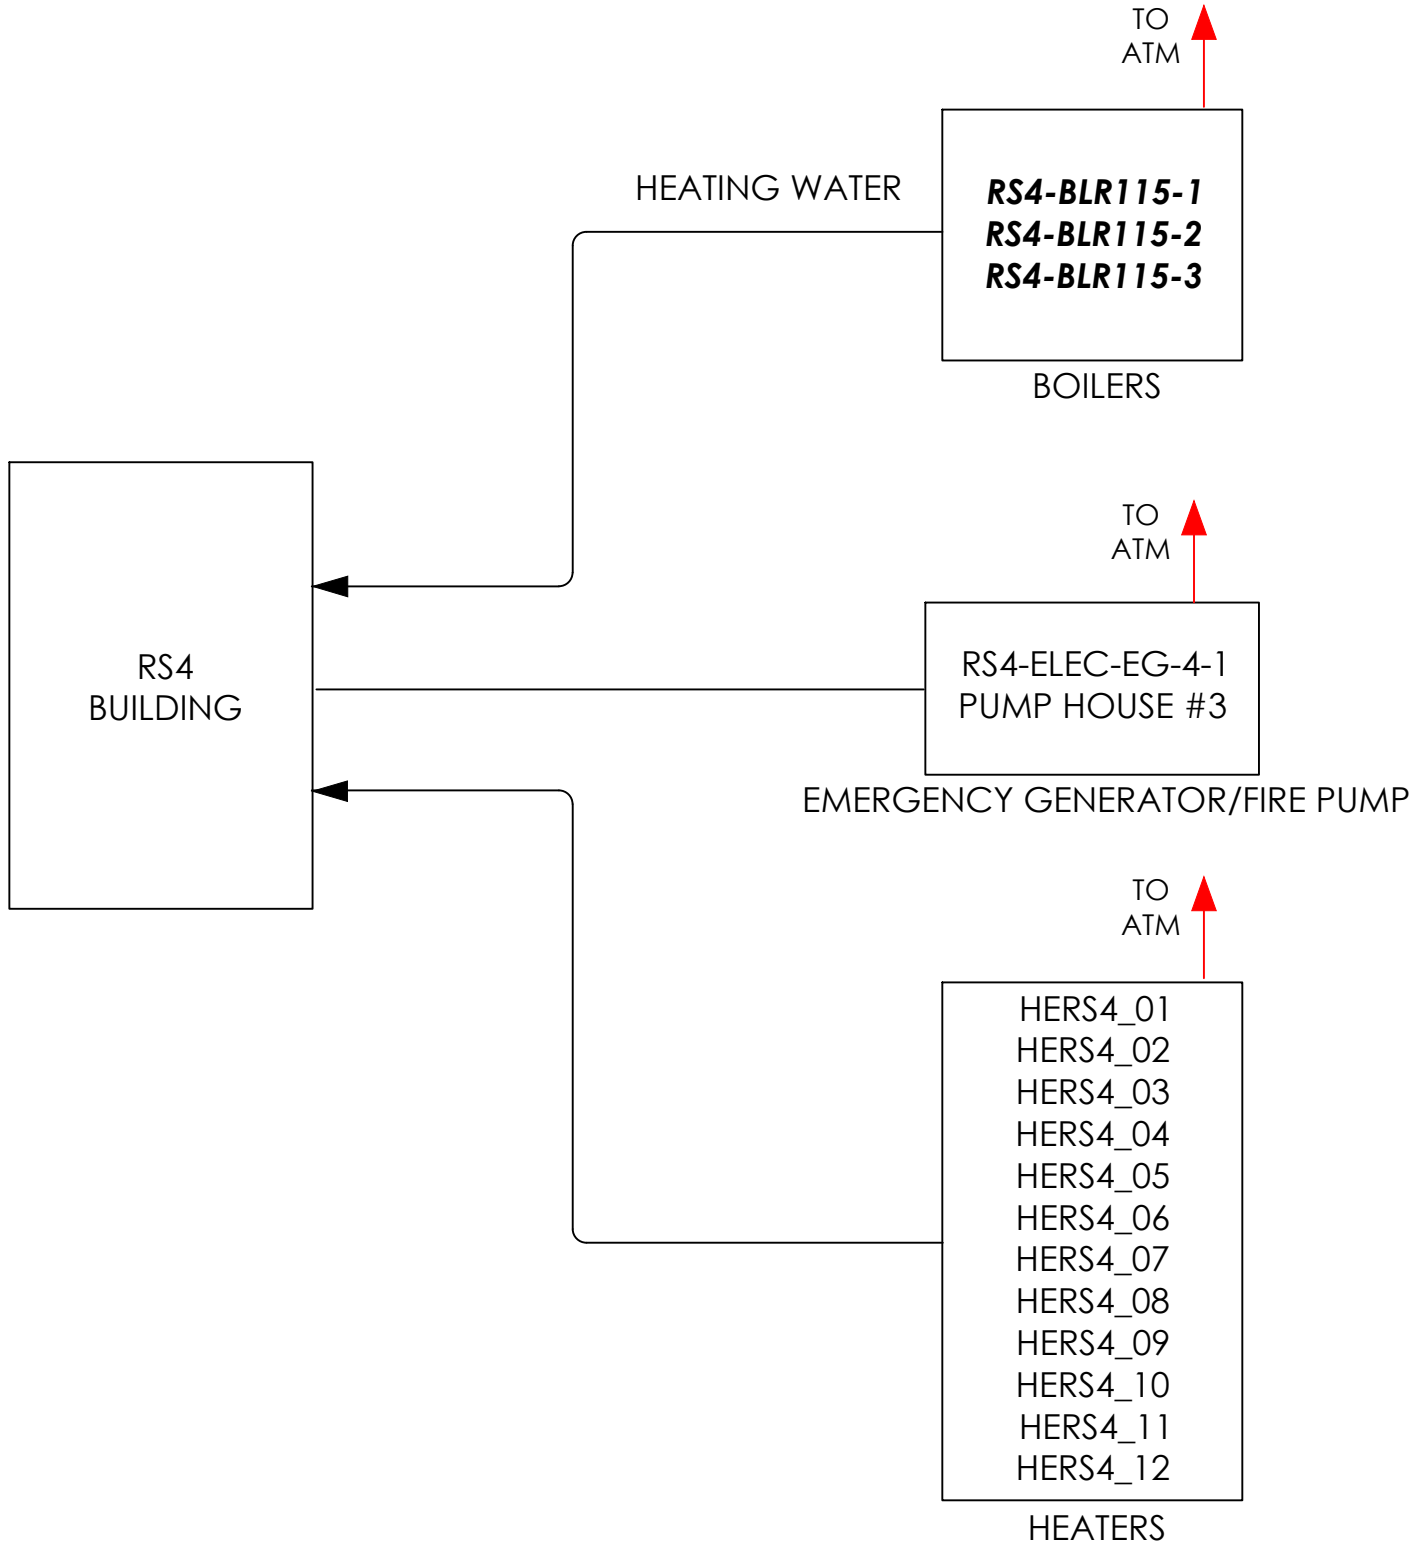 TO
ATM
HEATING WATER
RS4-BLR115-1
RS4-BLR115-2
RS4-BLR115-3
BOILERS
TO
ATM
RS4
BUILDING
RS4-ELEC-EG-4-1
PUMP HOUSE #3
EMERGENCY GENERATOR/FIRE PUMP
TO
ATM
HERS4_01
HERS4_02
HERS4_03
HERS4_04
HERS4_05
HERS4_06
HERS4_07
HERS4_08
HERS4_09
HERS4_10
HERS4_11
HERS4_12
HEATERS